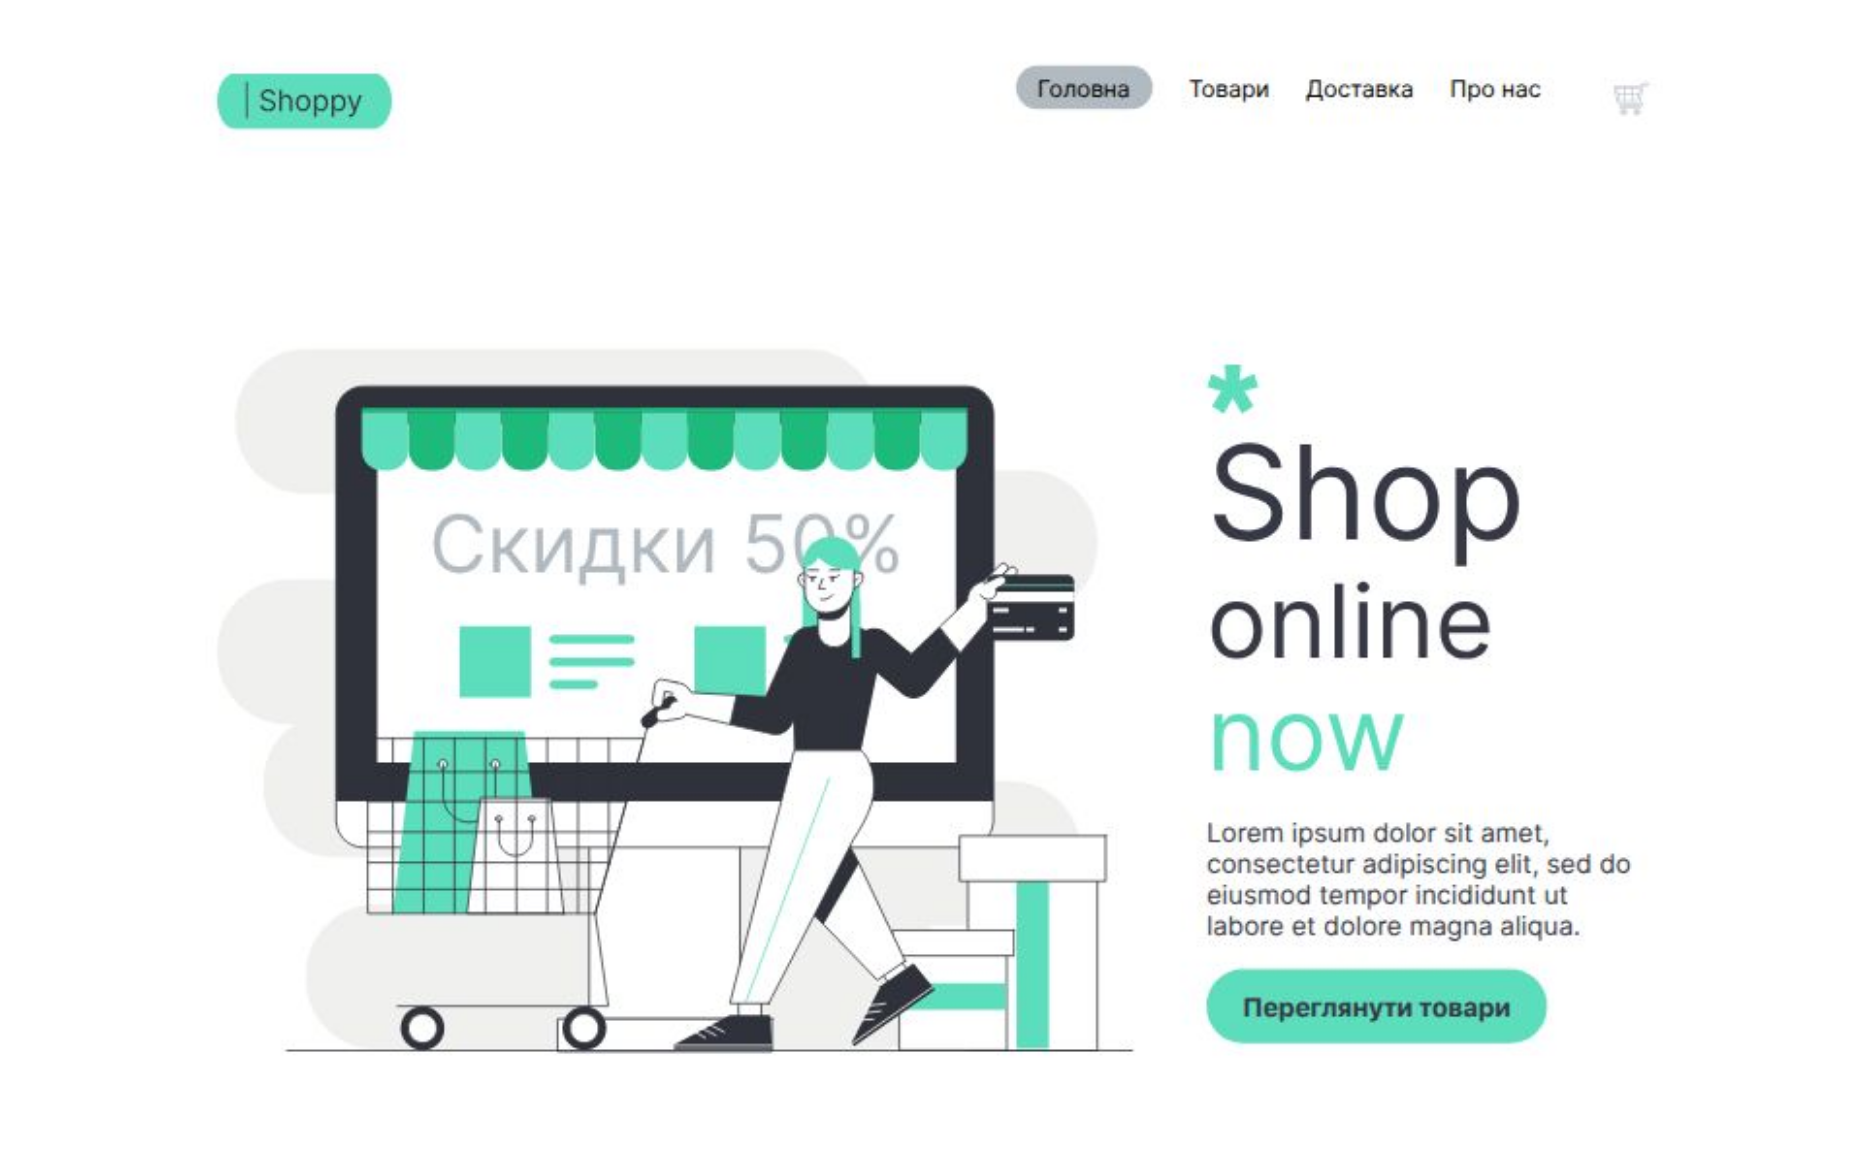 | Shoppy
Головна Товари Доставка Про нас
Скидки 50%
*
Shop
online
now
Lorem ipsum dolor sit amet,
consectetur adipiscing elit, sed do
eiusmod tempor incididunt ut
labore et dolore magna aliqua.
Переглянути товари